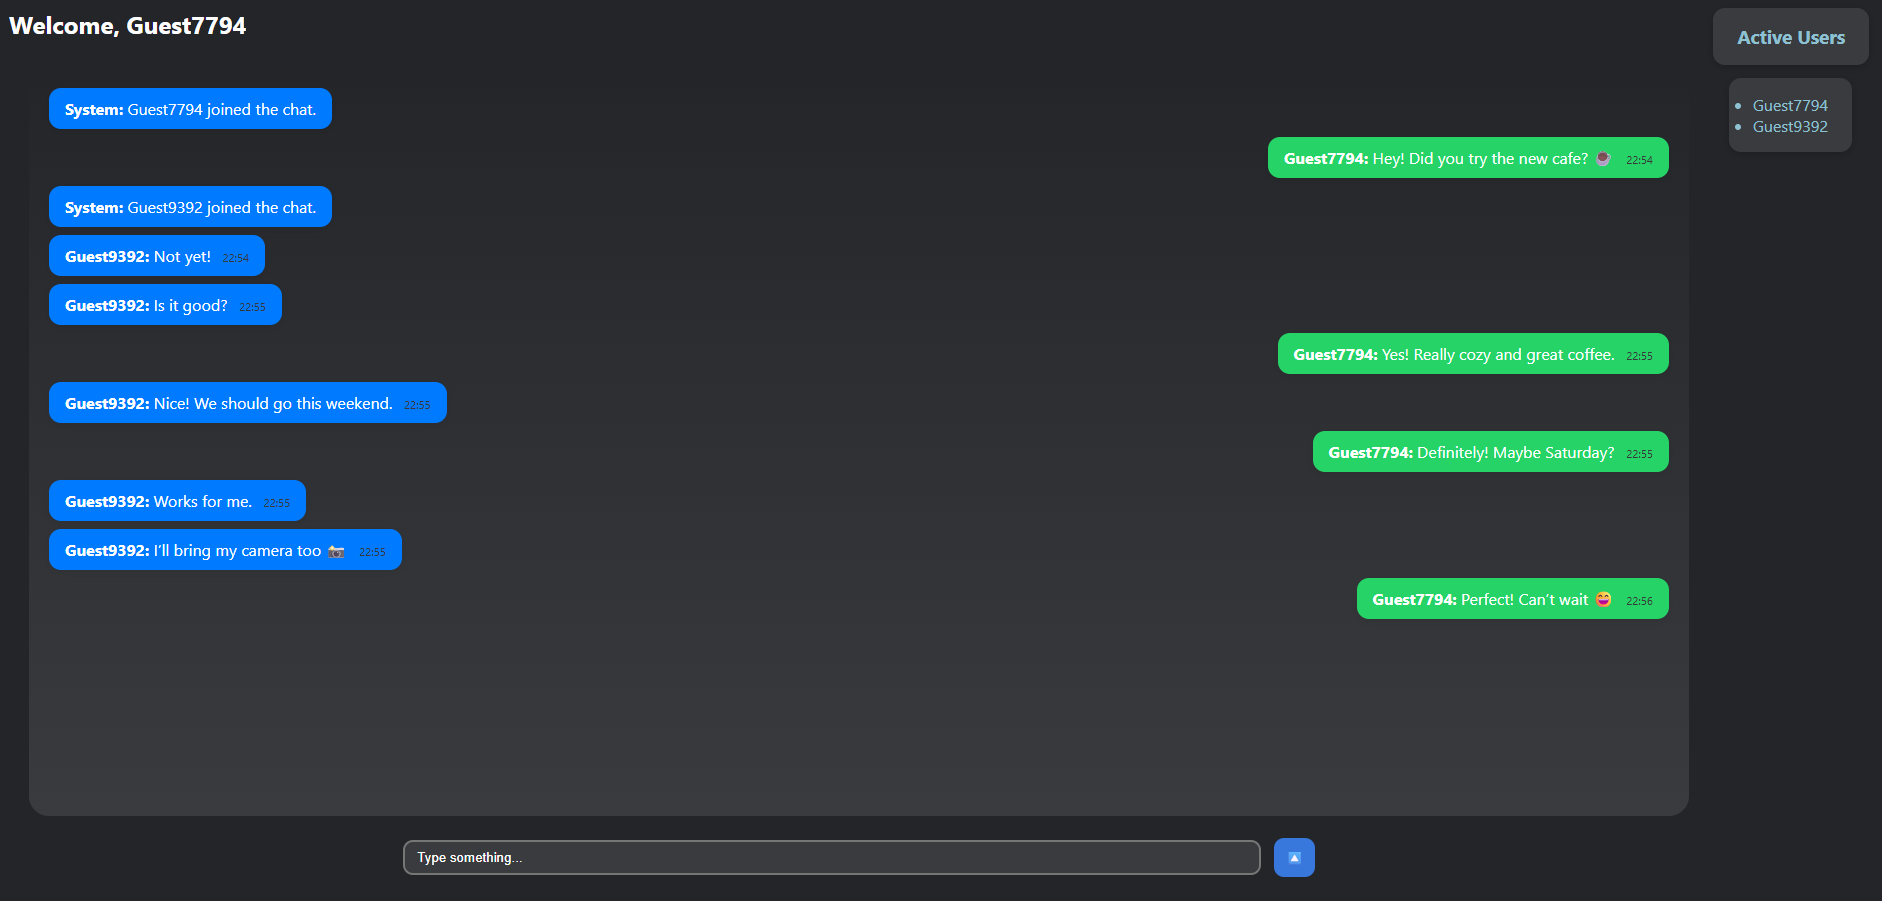 Welcome, Guest7794
Active Users
Guest7794
Guest9392
System: Guest7794 joined the chat.
Guest7794: Hey! Did you try the new cafe? ☕ 22:54
System: Guest9392 joined the chat.
Guest9392: Not yet! 22:54
Guest9392: Is it good? 22:55
Guest7794: Yes! Really cozy and great coffee. 22:55
Guest9392: Nice! We should go this weekend. 22:55
Guest7794: Definitely! Maybe Saturday? 22:55
Guest9392: Works for me. 22:55
Guest9392: I’ll bring my camera too 📸 22:55
Guest7794: Perfect! Can’t wait 😄 22:56
Type something...